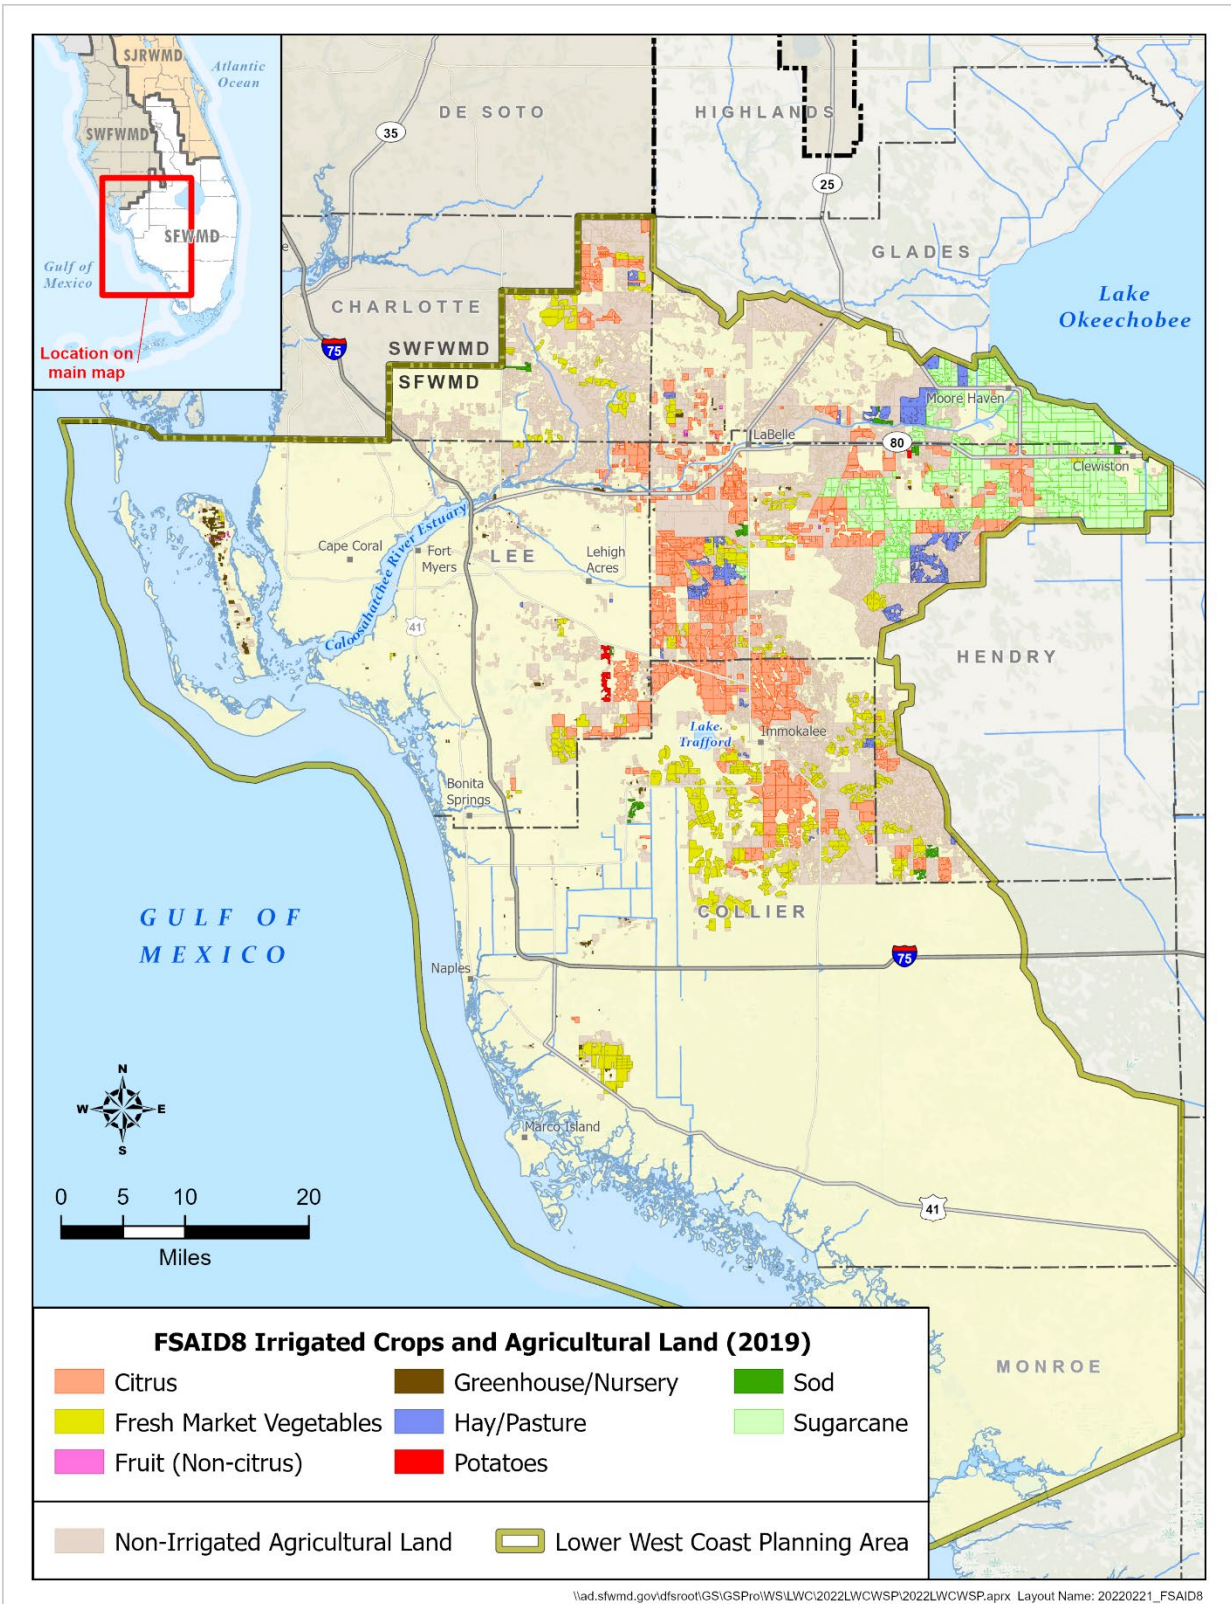 SJRWMD
Atlantic
Ocean
SWFWMD
SFWMD
Gulf of
Mexico
Location on
main map
DE SOTO
HIGHLANDS
35
25
GLADES
CHARLOTTE
Lake
Okeechobee
75
SWFWMD
SFWMD
Moore Haven
LaBelle
80
Clewiston
Caloosahatchee River Estuary
Cape Coral
Fort
Myers
LEE
Lehigh
Acres
41
HENDRY
Lake
Trafford
Immokalee
Bonita
Springs
GULF OF
MEXICO
COLLIER
75
Naples
N
W E
S
Marco Island
0 5 10 20
Miles
41
MONROE
FSAID8 Irrigated Crops and Agricultural Land (2019)
Citrus
Greenhouse/Nursery
Sod
Fresh Market Vegetables
Hay/Pasture
Sugarcane
Fruit (Non-citrus)
Potatoes
Non-Irrigated Agricultural Land
Lower West Coast Planning Area
\\ad.sfwmd.gov\dfsroot\GS\GSPro\WS\LWC\2022LWCWSP\2022LWCWSP.aprx Layout Name: 20220221_FSAID8